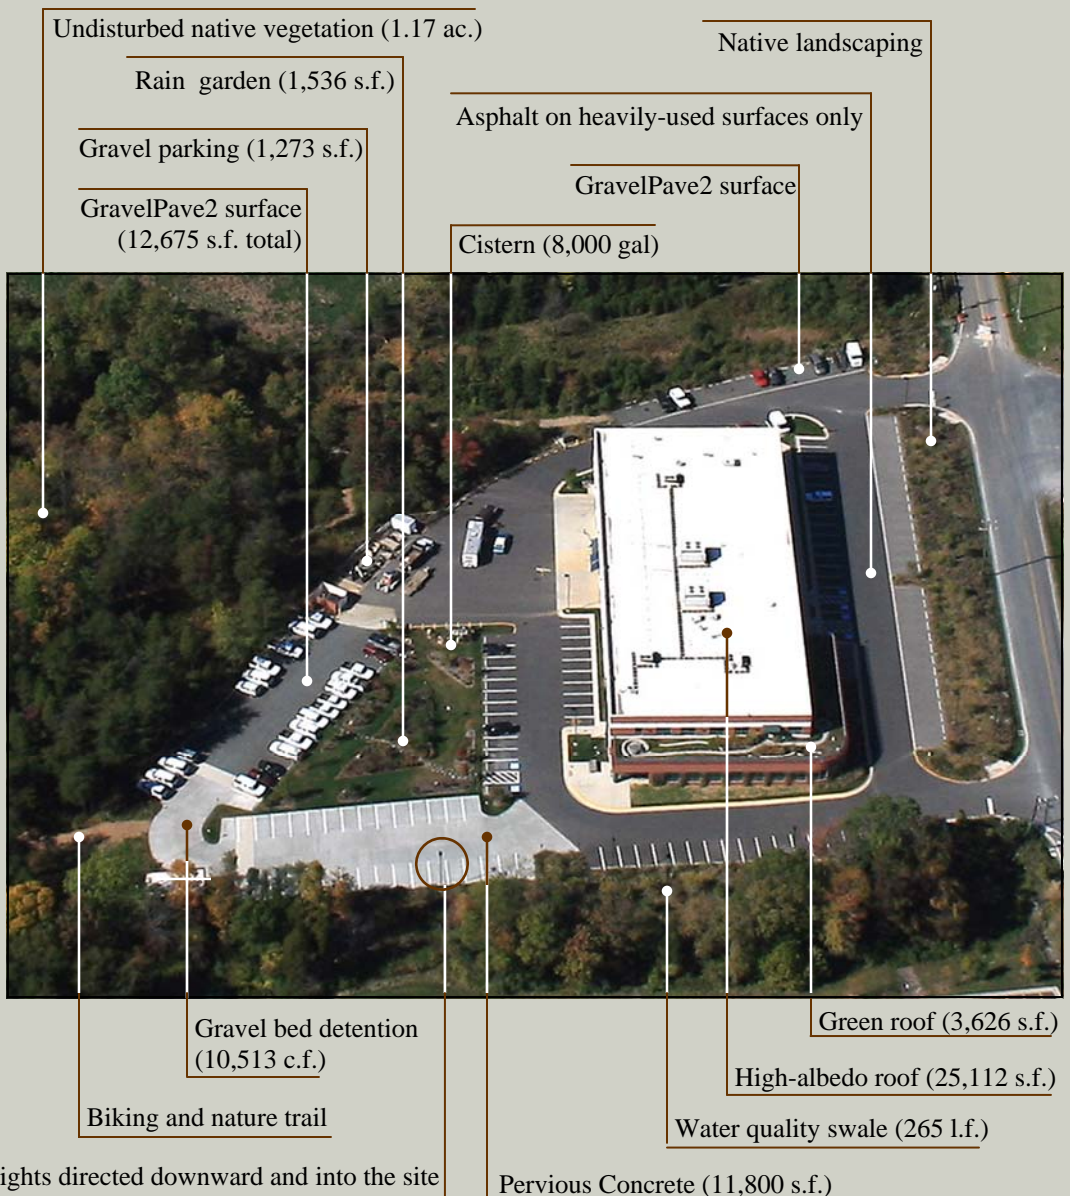 Undisturbed native vegetation (1.17 ac.)
Native landscaping
Rain garden (1,536 s.f.)
Asphalt on heavily-used surfaces only
Gravel parking (1,273 s.f.)
GravelPave2 surface
GravelPave2 surface
(12,675 s.f. total)
Cistern (8,000 gal)
Gravel bed detention
(10,513 c.f.)
Green roof (3,626 s.f.)
High-albedo roof (25,112 s.f.)
Biking and nature trail
Water quality swale (265 l.f.)
ights directed downward and into the site
Pervious Concrete (11,800 s.f.)